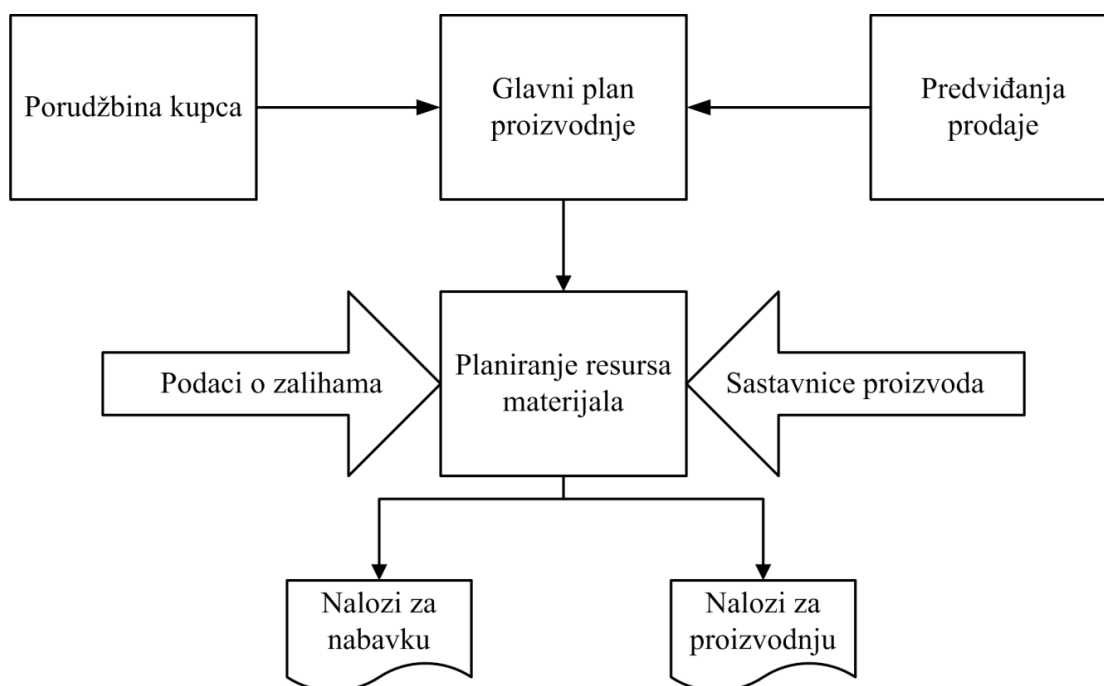 Porudžbina kupca
Glavni plan
proizvodnje
Predviđanja
prodaje
Podaci o zalihama
Planiranje resursa
materijala
Sastavnice proizvoda
Nalozi za
nabavku
Nalozi za
proizvodnju